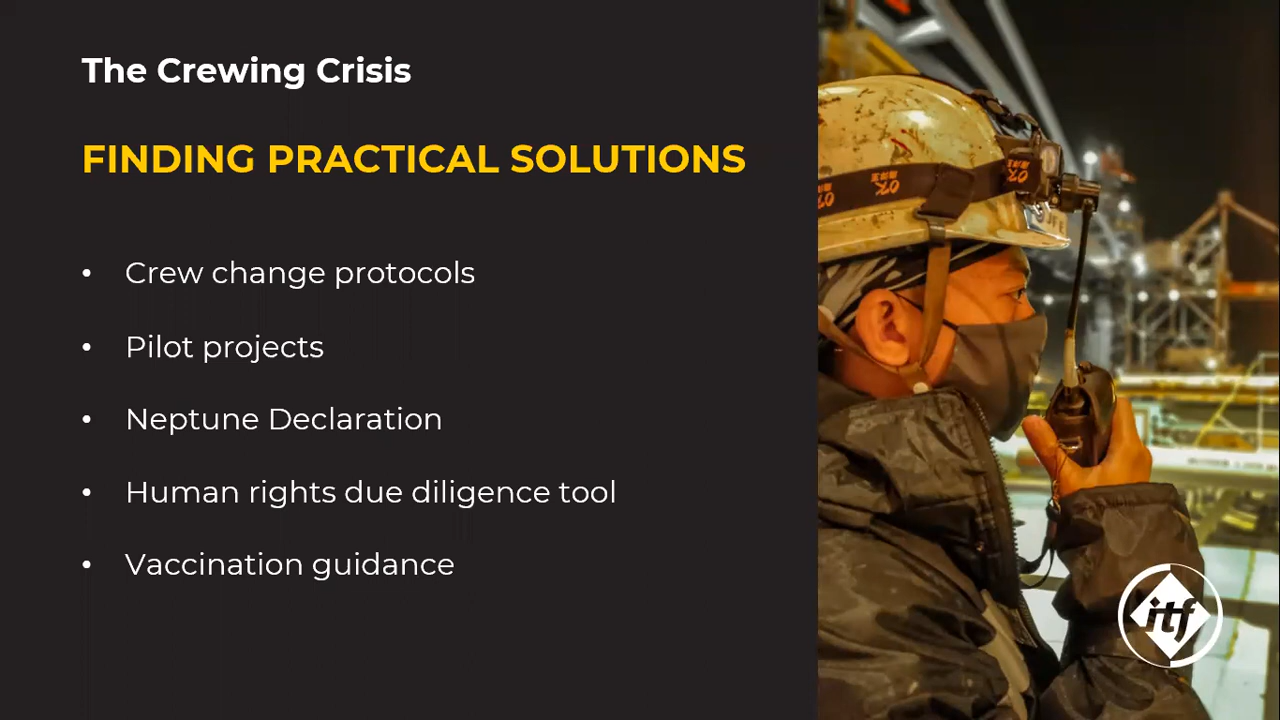 The Crewing Crisis
FINDING PRACTICAL SOLUTIONS
• Crew change protocols
• Pilot projects
• Neptune Declaration
• Human rights due diligence tool
• Vaccination guidance
JFE
itf